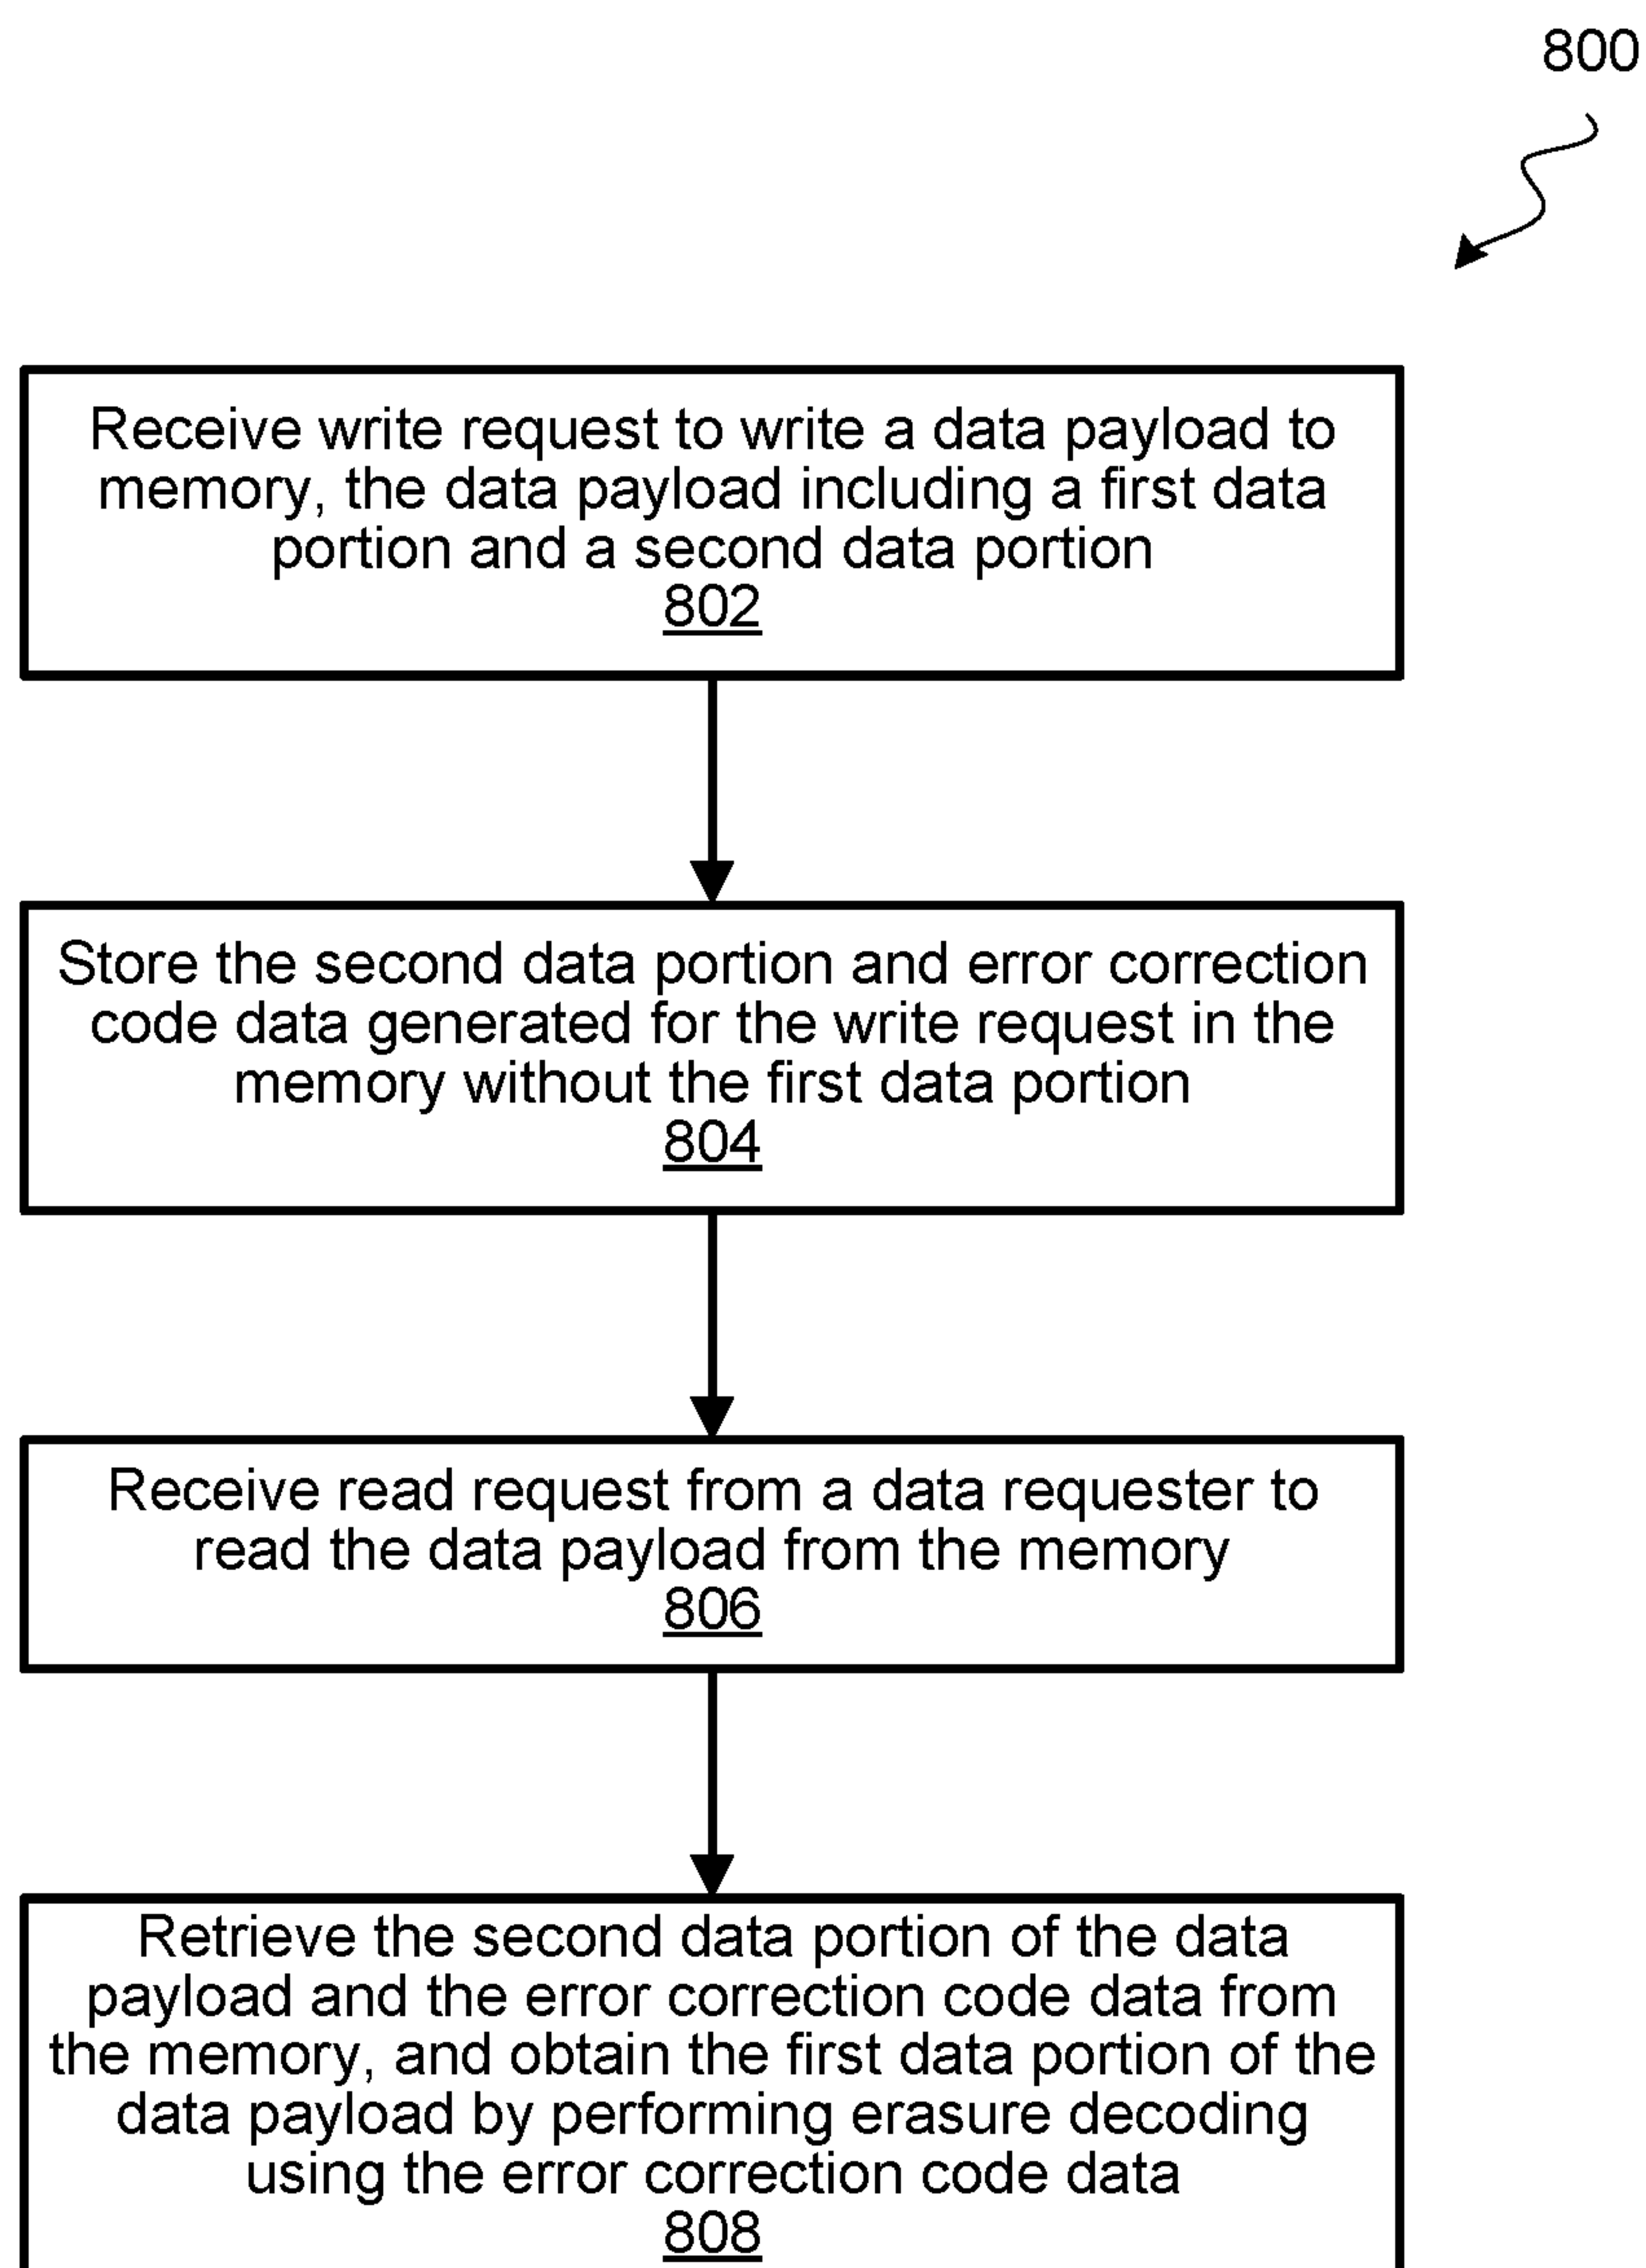 800
Receive write request to write a data payload to
memory, the data payload including a first data
portion and a second data portion
802
Store the second data portion and error correction
code data generated for the write request in the
memory without the first data portion
804
Receive read request from a data requester to
read the data payload from the memory
806
Retrieve the second data portion of the data
payload and the error correction code data from
the memory, and obtain the first data portion of the
data payload by performing erasure decoding
using the error correction code data
808